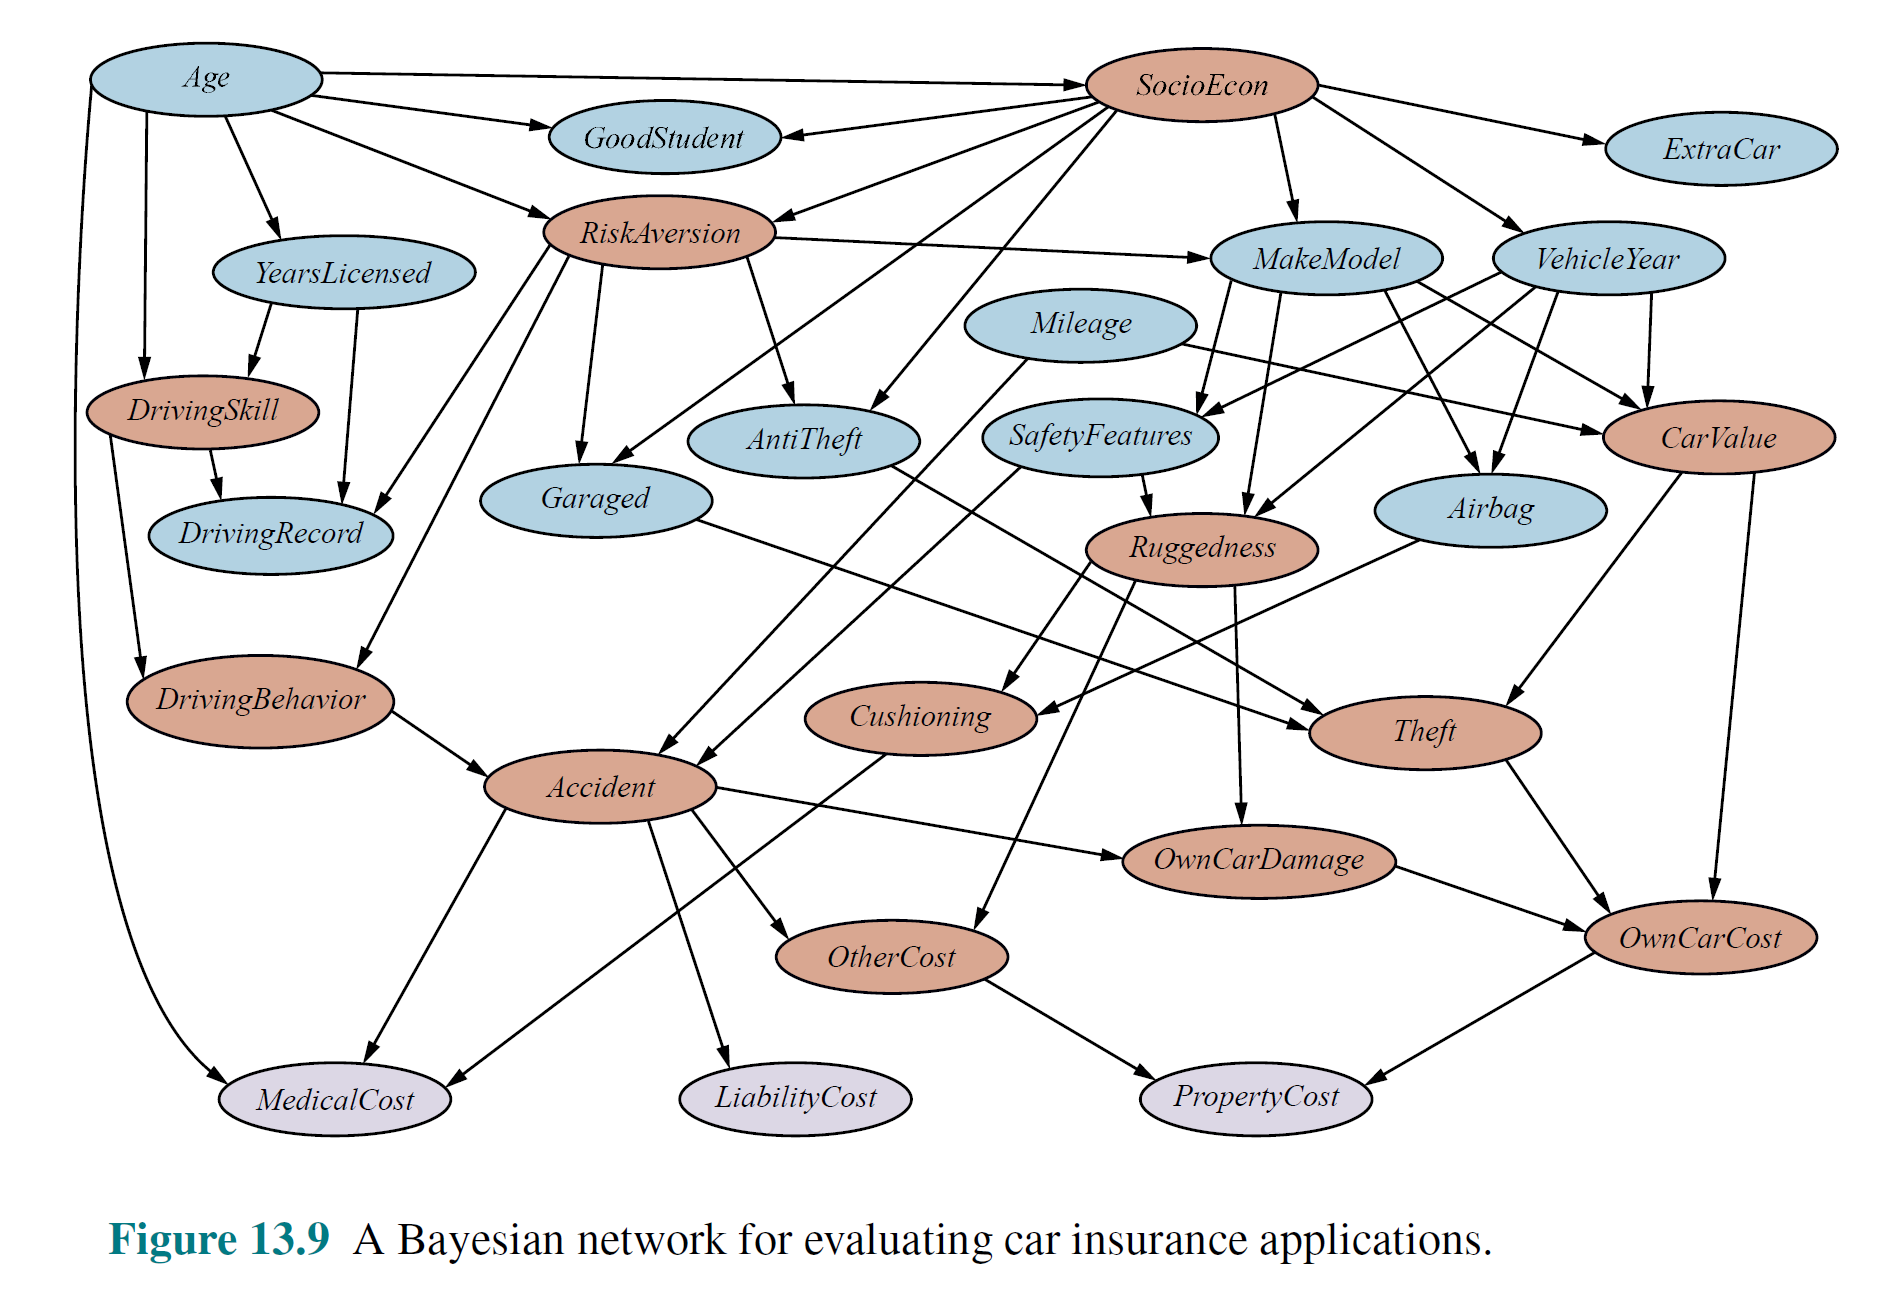 Age
SocioEcon
GoodStudent
ExtraCar
RiskAversion
YearsLicensed
MakeModel
VehicleYear
Mileage
DrivingSkill
AntiTheft
SafetyFeatures
CarValue
Garaged
Airbag
DrivingRecord
Ruggedness
DrivingBehavior
Cushioning
Theft
Accident
OwnCarDamage
OtherCost
OwnCarCost
MedicalCost
LiabilityCost
PropertyCost
Figure 13.9 A Bayesian network for evaluating car insurance applications.